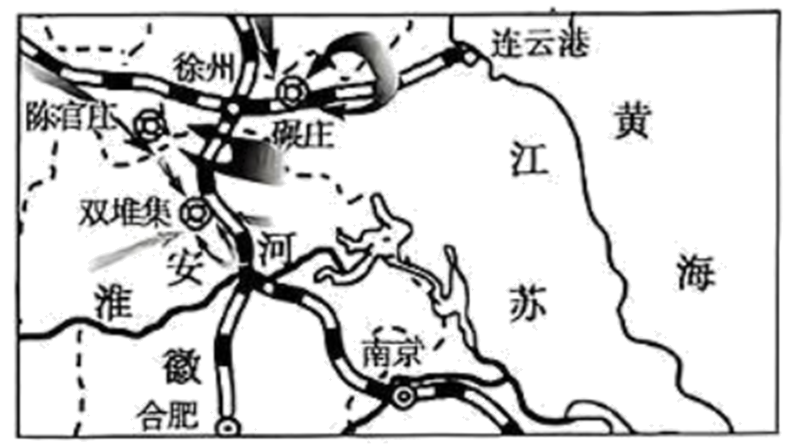 连云港
徐州
黄
陈官庄
碾庄
江
双堆集
安
河
海
淮
苏
徽
南京
合肥